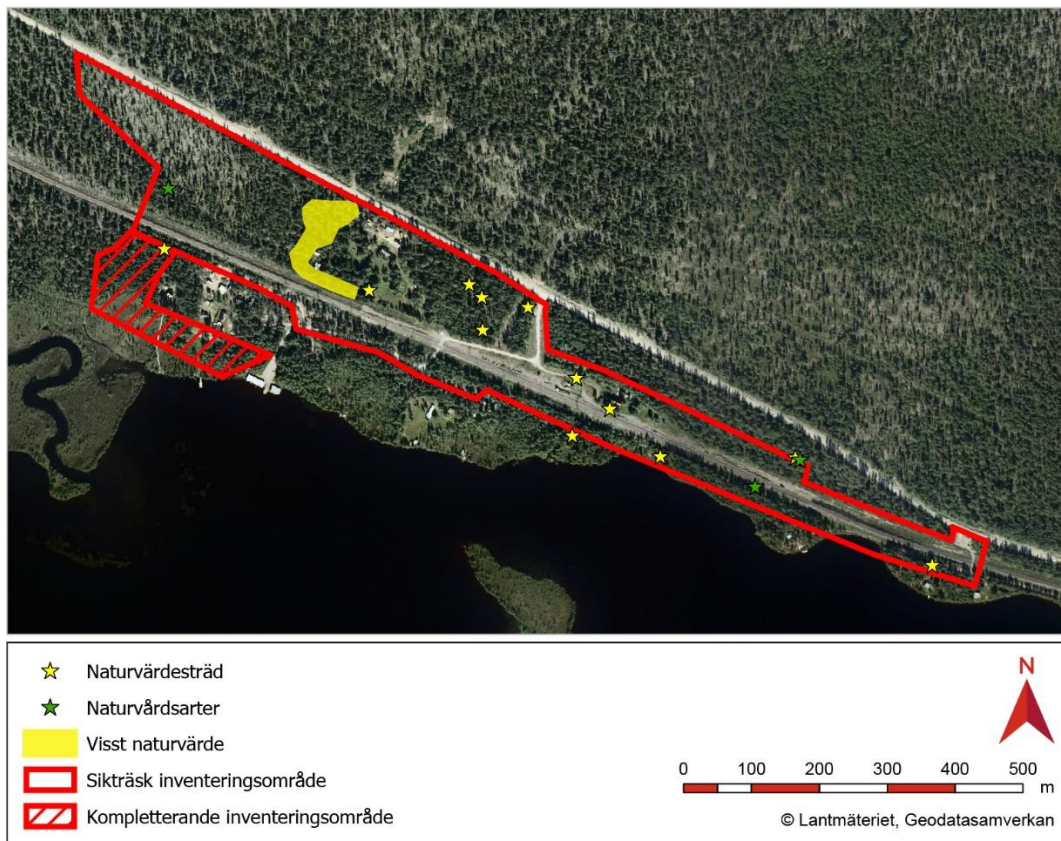 Naturvärdesträd
Naturvårdsarter
Visst naturvärde
Sikträsk inventeringsområde
Kompletterande inventeringsområde
N
0 100 200 300 400 500
m
© Lantmäteriet, Geodatasamverkan